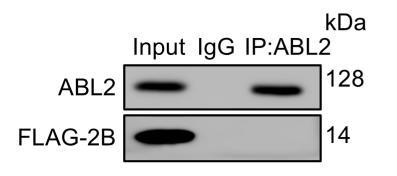 kDa
Input IgG IP:ABL2
ABL2 128
FLAG-2B 14